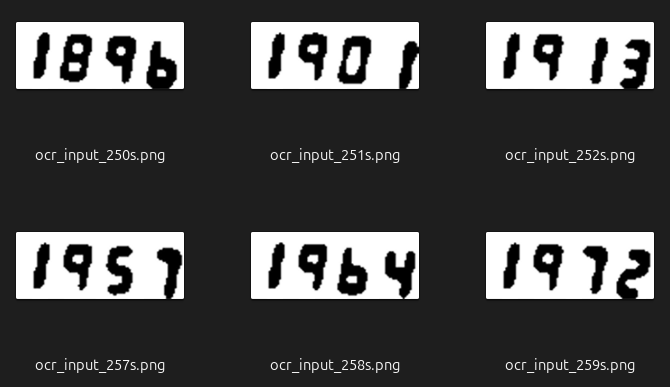 1896 1901 1913
ocr_input_250s.png ocr_input_251s.png ocr_input_252s.png
1957 1964 1972
ocr_input_257s.png ocr_input_258s.png ocr_input_259s.png